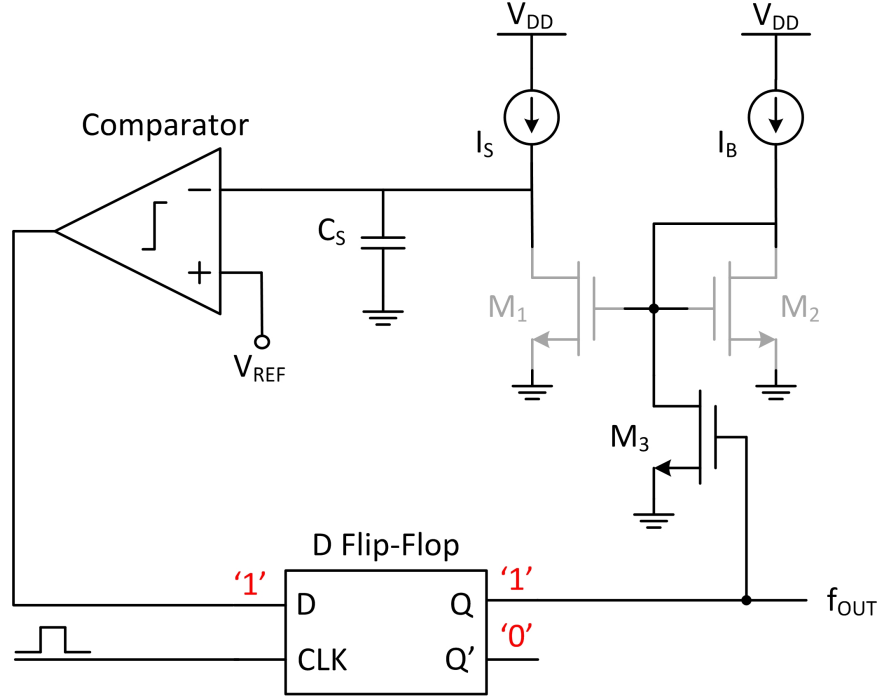 V_DD
V_DD
Comparator
I_S
I_B
−
C_S
+
M_1
M_2
V_REF
M_3
D Flip-Flop
‘1’
‘1’
D
Q
f_OUT
‘0’
CLK
Q’